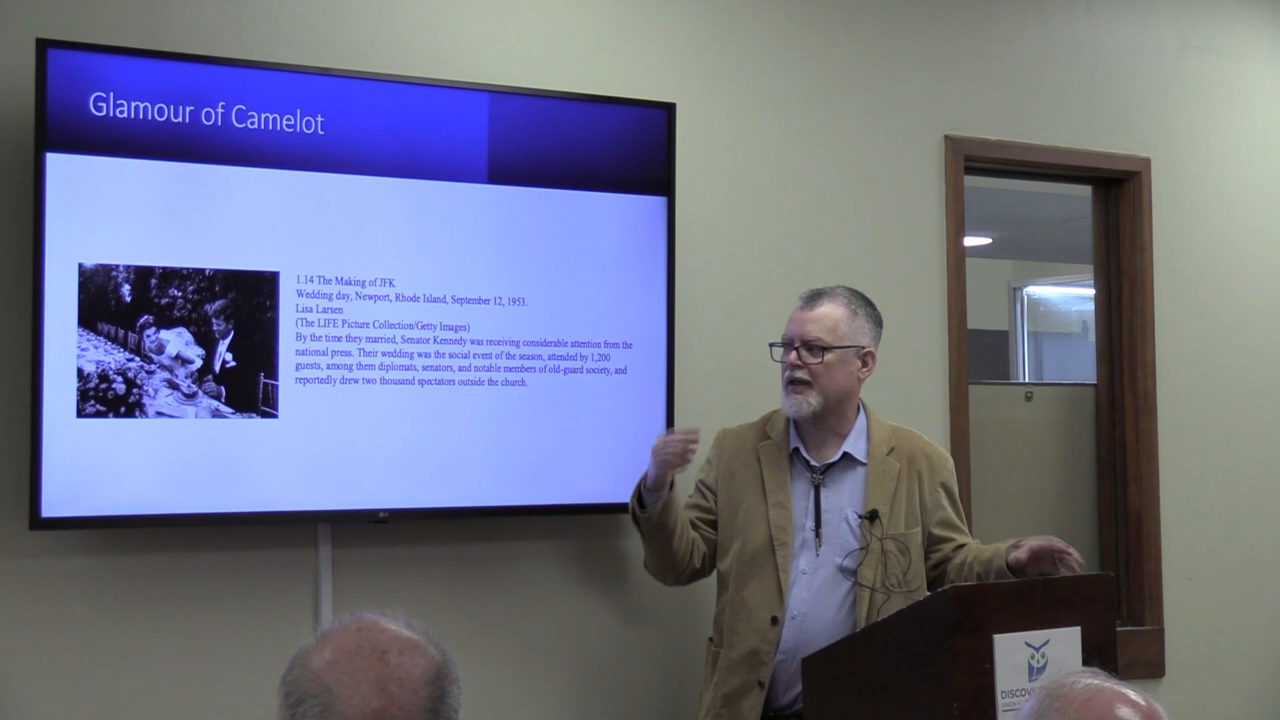 Glamour of Camelot
1.14 The Making of JFK
Wedding day, Newport, Rhode Island, September 12, 1953.
Lisa Larsen
(The LIFE Picture Collection/Getty Images)
By the time they married, Senator Kennedy was receiving considerable attention from the
national press. Their wedding was the social event of the season, attended by 1,200
guests, among them diplomats, senators, and notable members of old-guard society, and
reportedly drew two thousand spectators outside the church.
LG
DISCOV